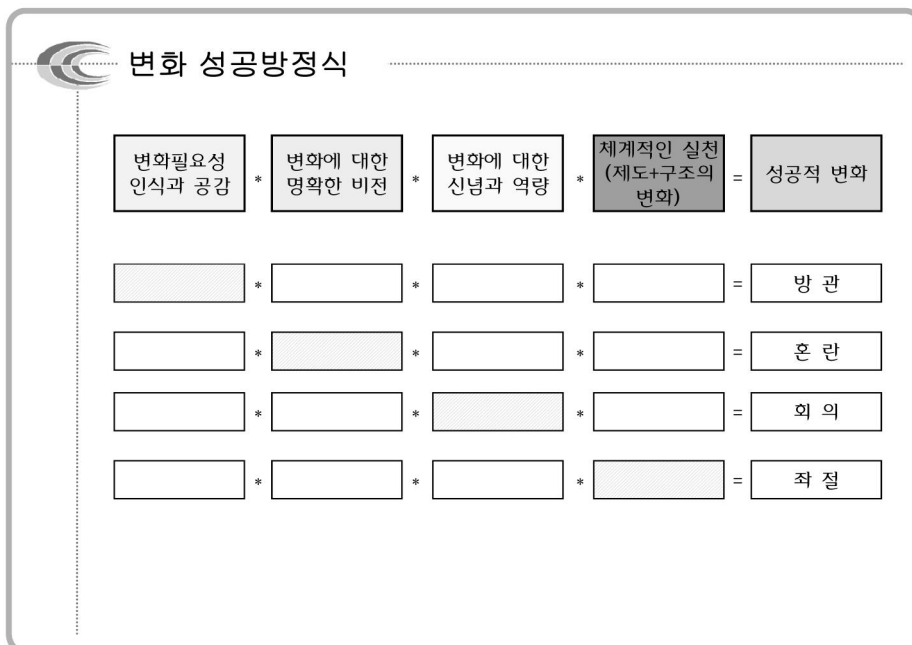 변화 성공방정식
변화필요성
인식과 공감
*
변화에 대한
명확한 비전
*
변화에 대한
신념과 역량
*
체계적인 실천
(제도+구조의
변화)
=
성공적 변화
* * * = 방 관
* * * = 혼 란
* * * = 회 의
* * * = 좌 절